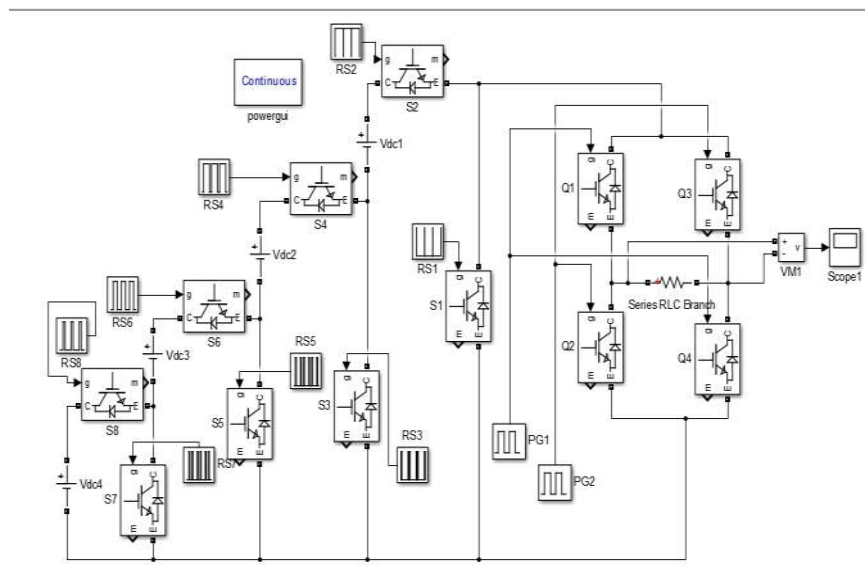 RS2
g
m
C
E
S2
Continuous
powergui
Vdc1
+
RS4
g
m
C
E
S4
g
C
E
E
Q1
g
C
E
E
Q3
Vdc2
+
RS1
g
C
E
E
S1
+
-
v
VM1
Scope1
Series RLC Branch
RS6
g
m
C
E
S6
RS8
Vdc3
+
g
C
E
E
Q2
g
C
E
E
Q4
g
m
C
E
S8
RS5
g
C
E
E
S5
g
C
E
E
S3
RS3
PG1
PG2
Vdc4
+
RS7
g
C
E
E
S7